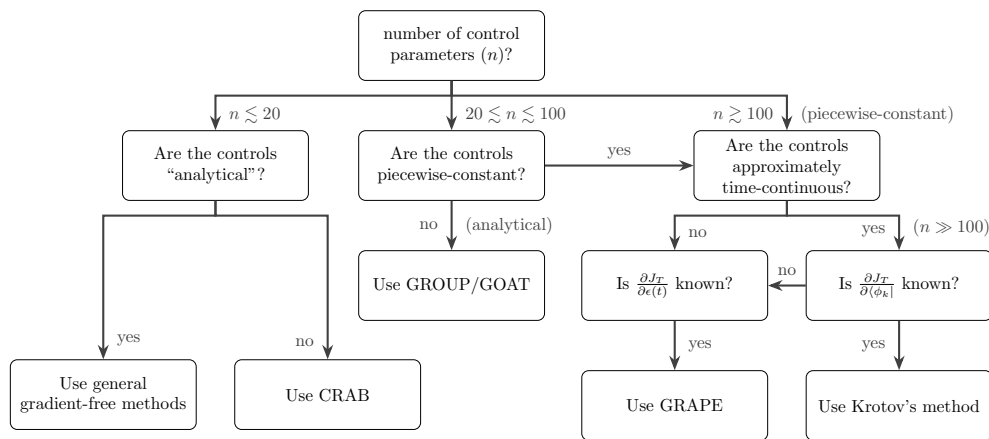 number of control
parameters (n)?
n ≲ 20
20 ≲ n ≲ 100
n ≳ 100
(piecewise-constant)
Are the controls
“analytical”?
Are the controls
piecewise-constant?
yes
Are the controls
approximately
time-continuous?
no
(analytical)
no
yes
(n ≫ 100)
Use GROUP/GOAT
Is ∂J_T/∂ϵ(t) known?
no
Is ∂J_T/∂⟨ϕ_k| known?
yes
no
yes
yes
Use general
gradient-free methods
Use CRAB
Use GRAPE
Use Krotov’s method